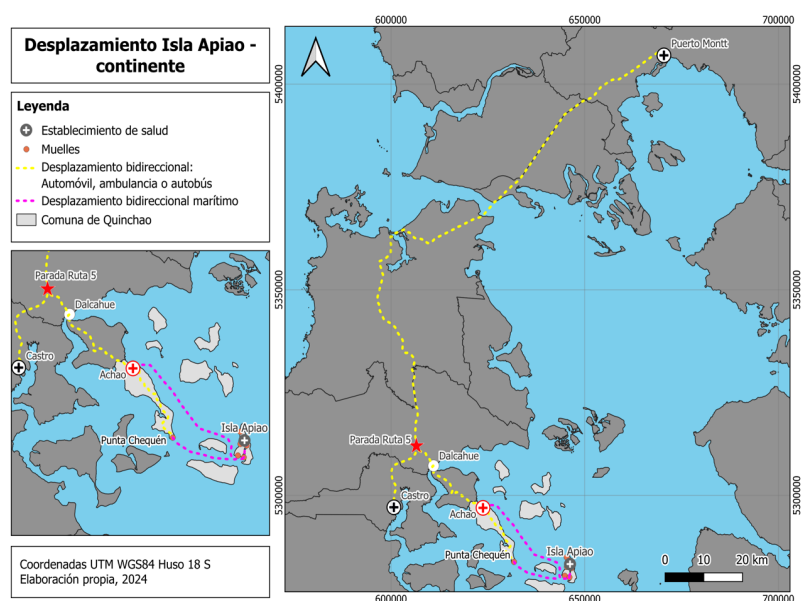 Desplazamiento Isla Apiao -
continente
Leyenda
Establecimiento de salud
Muelles
Desplazamiento bidireccional:
Automóvil, ambulancia o autobús
Desplazamiento bidireccional marítimo
Comuna de Quinchao
Parada Ruta 5
Dalcahue
Castro
Achao
Isla Apiao
Punta Chequén
Coordenadas UTM WGS84 Huso 18 S
Elaboración propia, 2024
600000
650000
700000
Puerto Montt
5400000
5400000
5350000
5350000
Parada Ruta 5
Dalcahue
Castro
5300000
5300000
Achao
Isla Apiao
Punta Chequén
0 10 20 km
600000
650000
700000